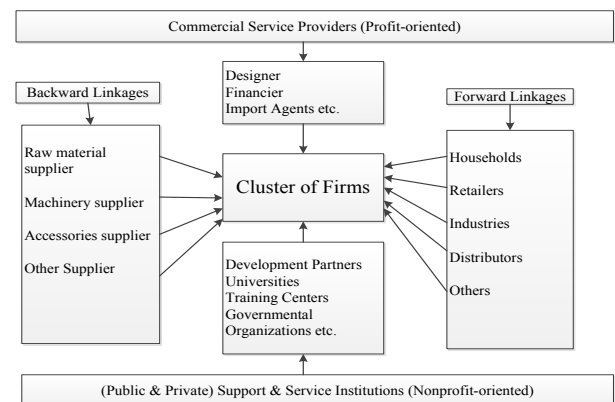 Commercial Service Providers (Profit-oriented)
Designer
Financier
Import Agents etc.
Backward Linkages
Raw material
supplier
Machinery supplier
Accessories supplier
Other Supplier
Cluster of Firms
Forward Linkages
Households
Retailers
Industries
Distributors
Others
Development Partners
Universities
Training Centers
Governmental
Organizations etc.
(Public & Private) Support & Service Institutions (Nonprofit-oriented)